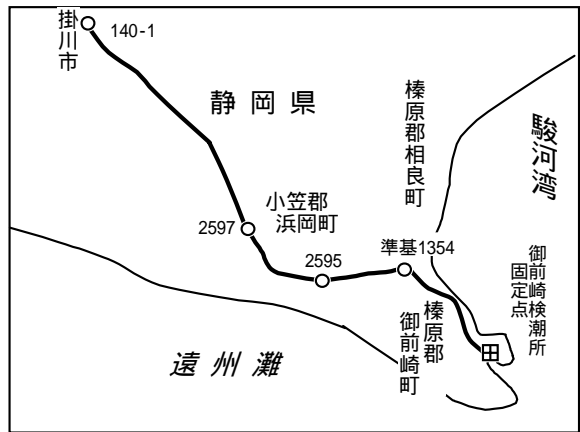 掛川市
140-1
静岡県
榛原郡相良町
駿河湾
小笠郡
浜岡町
2597
2595
準基1354
御前崎検潮所
固定点
榛原郡
御前崎町
遠州灘